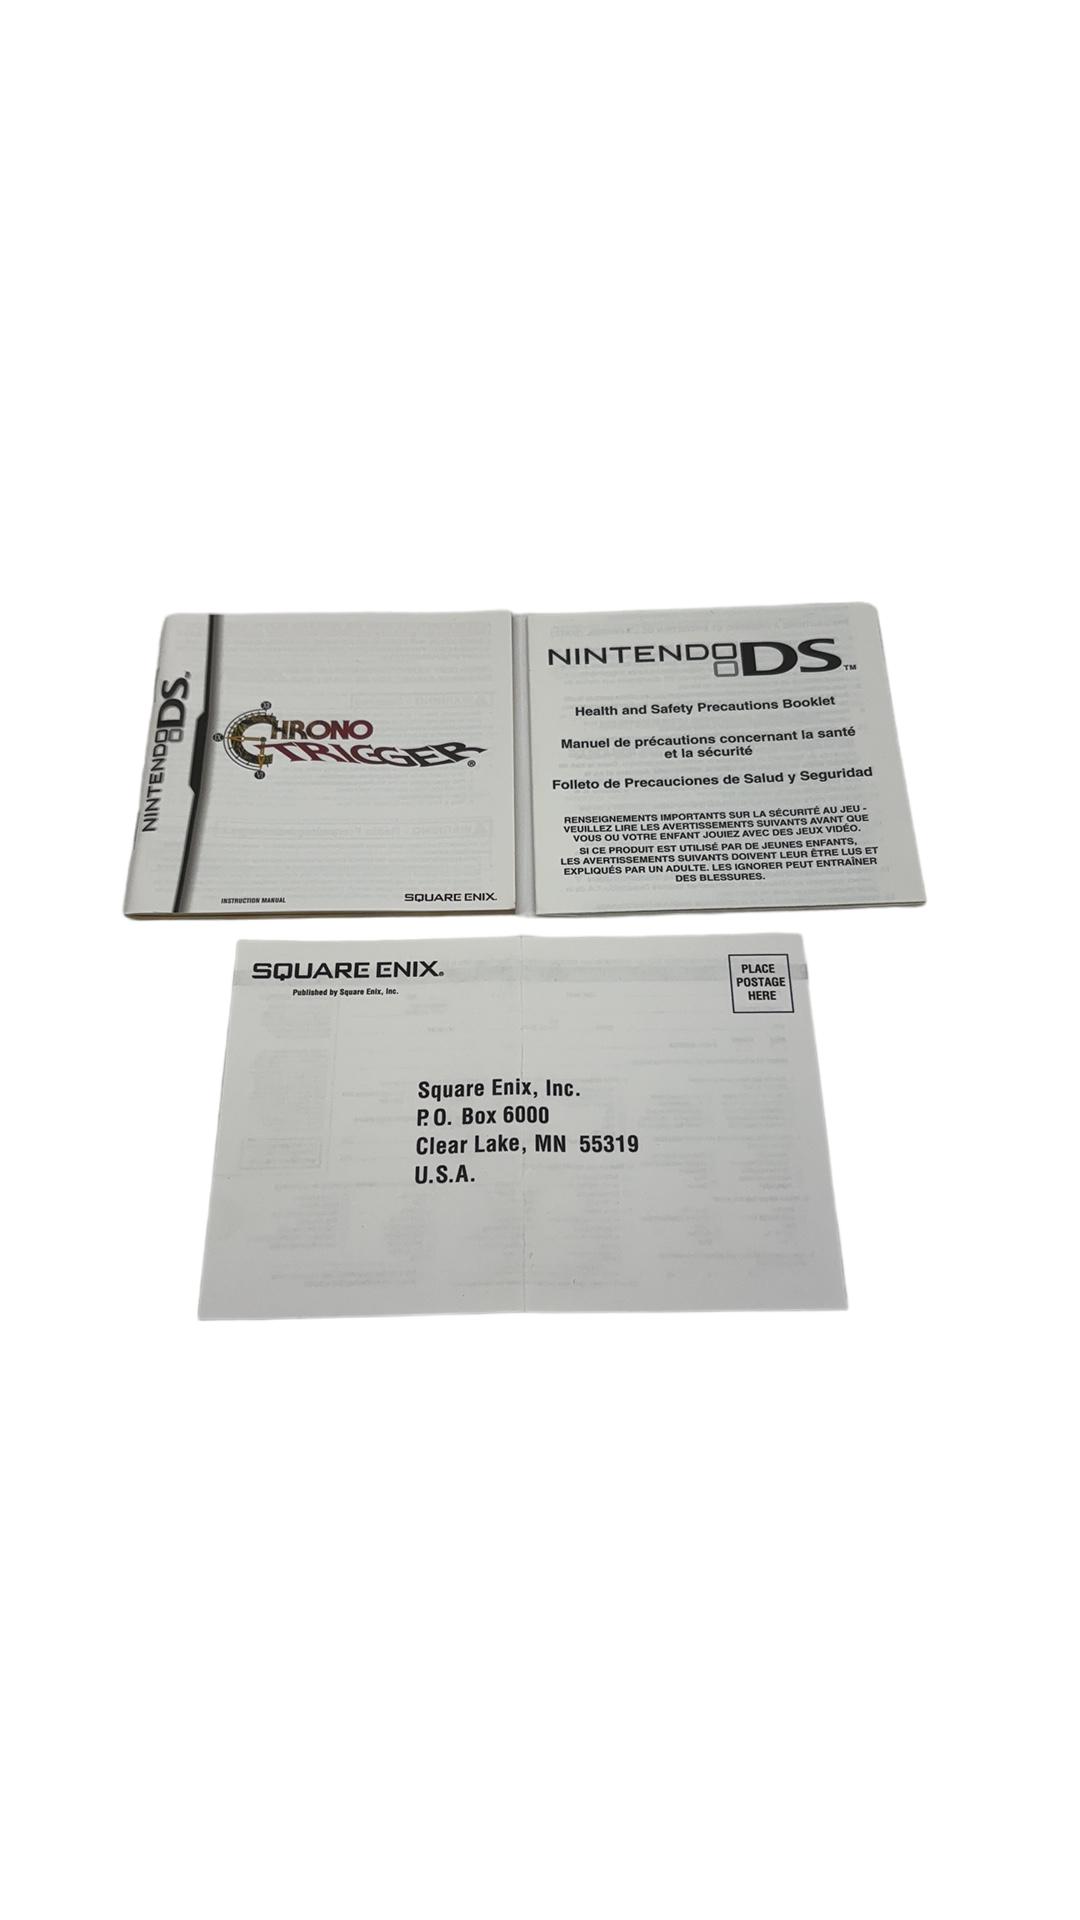 NINTENDO DS™
CHRONO
TRIGGER®
INSTRUCTION MANUAL
SQUARE ENIX.
NINTENDO DS™
Health and Safety Precautions Booklet
Manuel de précautions concernant la santé
et la sécurité
Folleto de Precauciones de Salud y Seguridad
RENSEIGNEMENTS IMPORTANTS SUR LA SÉCURITÉ AU JEU -
VEUILLEZ LIRE LES AVERTISSEMENTS SUIVANTS AVANT QUE
VOUS OU VOTRE ENFANT JOUIEZ AVEC DES JEUX VIDÉO.
SI CE PRODUIT EST UTILISÉ PAR DE JEUNES ENFANTS,
LES AVERTISSEMENTS SUIVANTS DOIVENT LEUR ÊTRE LUS ET
EXPLIQUÉS PAR UN ADULTE. LES IGNORER PEUT ENTRAÎNER
DES BLESSURES.
SQUARE ENIX®
Published by Square Enix, Inc.
PLACE
POSTAGE
HERE
Square Enix, Inc.
P.O. Box 6000
Clear Lake, MN 55319
U.S.A.